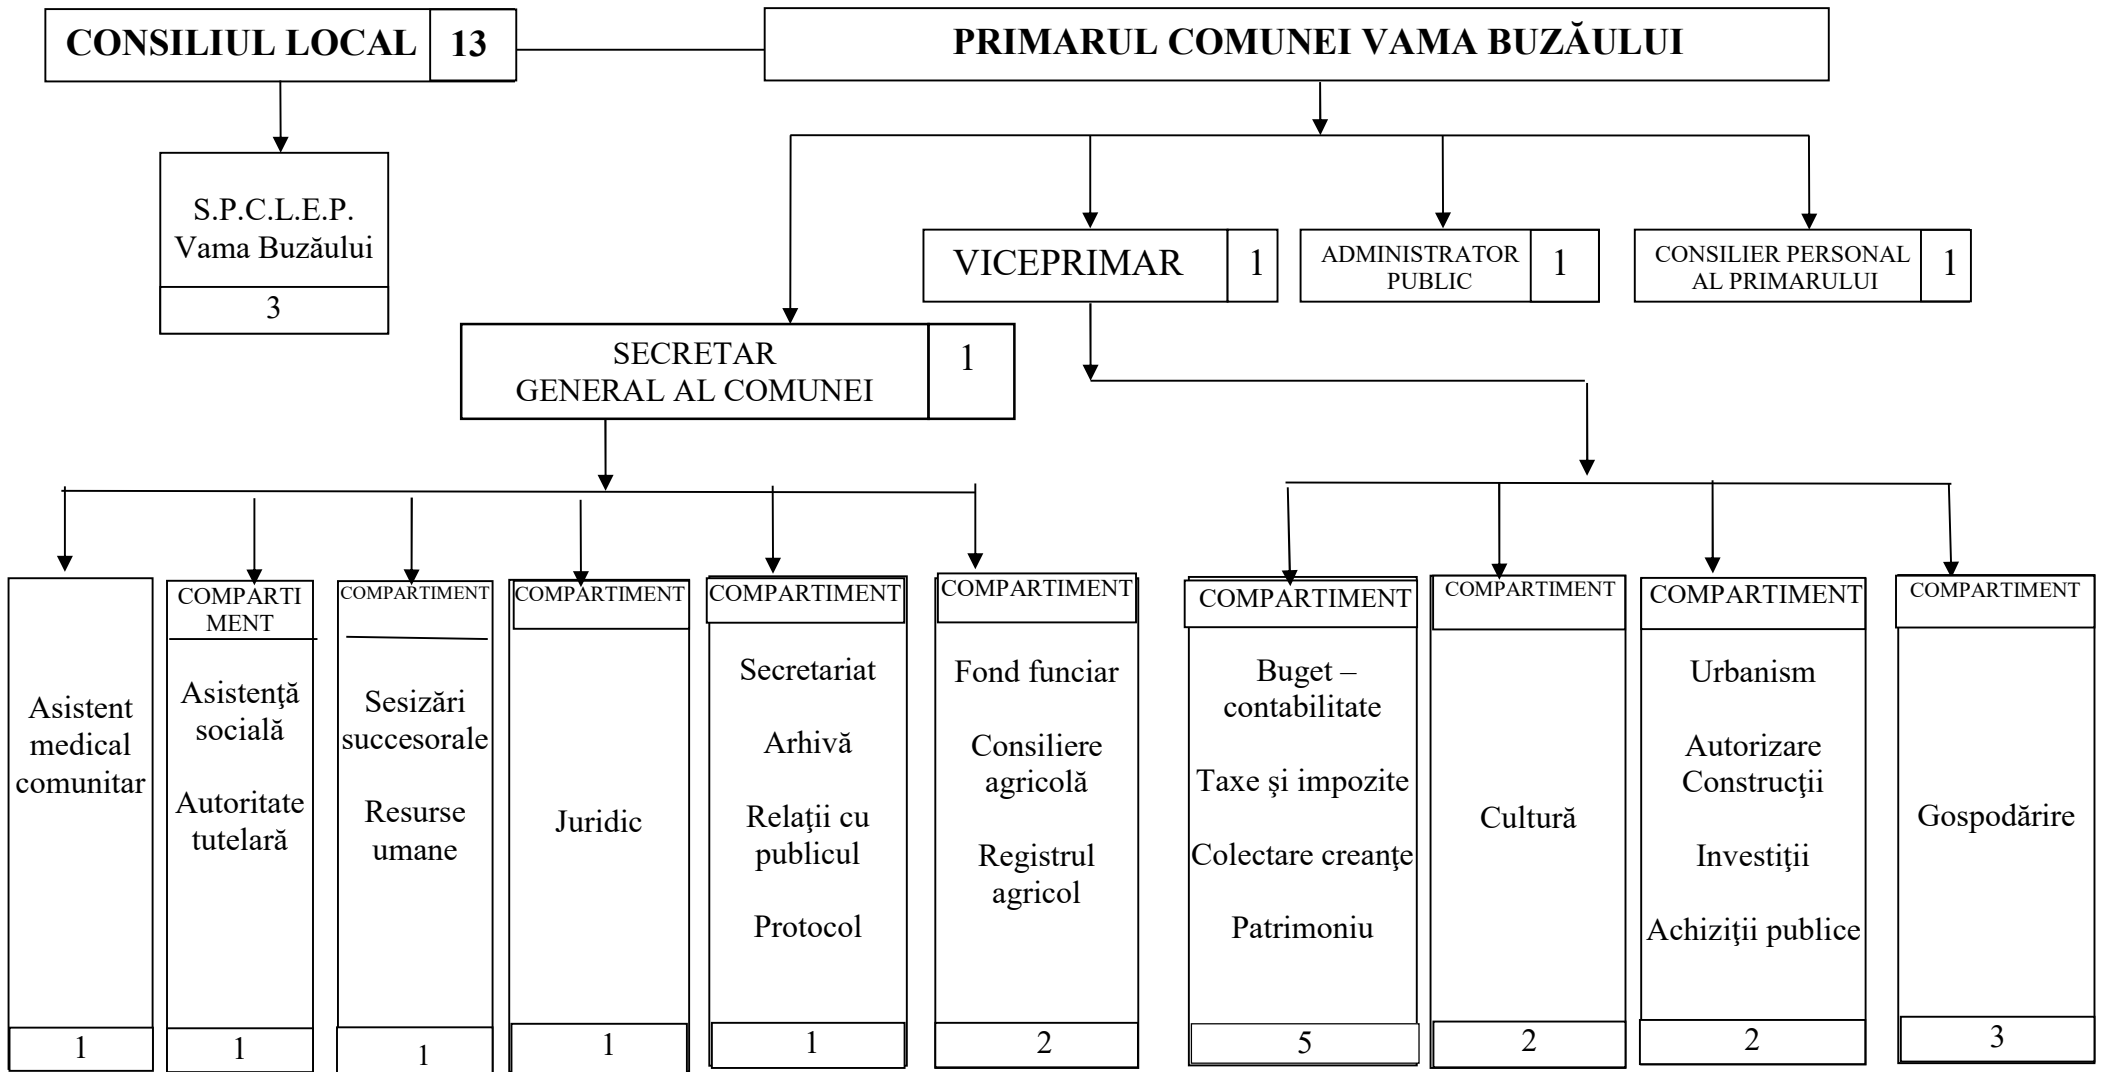 CONSILIUL LOCAL 13
PRIMARUL COMUNEI VAMA BUZĂULUI
S.P.C.L.E.P.
Vama Buzăului
3
VICEPRIMAR 1
ADMINISTRATOR
PUBLIC
1
CONSILIER PERSONAL
AL PRIMARULUI
1
SECRETAR
GENERAL AL COMUNEI
1
Asistent
medical
comunitar
1
COMPARTI
MENT
Asistenţă
socială
Autoritate
tutelară
1
COMPARTIMENT
Sesizări
succesorale
Resurse
umane
1
COMPARTIMENT
Juridic
1
COMPARTIMENT
Secretariat
Arhivă
Relaţii cu
publicul
Protocol
1
COMPARTIMENT
Fond funciar
Consiliere
agricolă
Registrul
agricol
2
COMPARTIMENT
Buget –
contabilitate
Taxe şi impozite
Colectare creanţe
Patrimoniu
5
COMPARTIMENT
Cultură
2
COMPARTIMENT
Urbanism
Autorizare
Construcţii
Investiţii
Achiziţii publice
2
COMPARTIMENT
Gospodărire
3